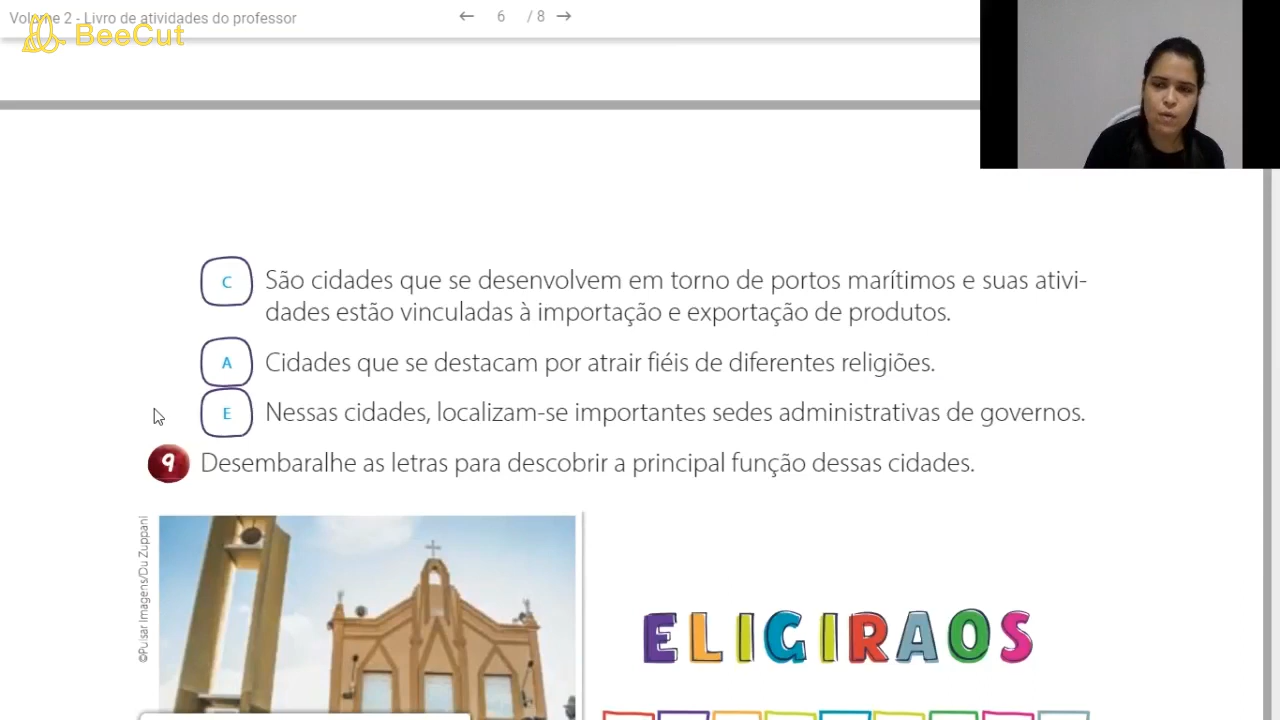 Volume 2 - Livro de atividades do professor
6 / 8
BeeCut
C São cidades que se desenvolvem em torno de portos marítimos e suas ativi-
dades estão vinculadas à importação e exportação de produtos.
A Cidades que se destacam por atrair fiéis de diferentes religiões.
E Nessas cidades, localizam-se importantes sedes administrativas de governos.
9 Desembaralhe as letras para descobrir a principal função dessas cidades.
©Pulsar Imagens/Du Zuppani
ELIGIRAOS